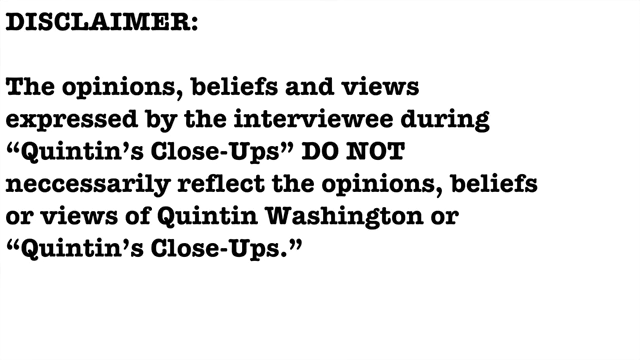 DISCLAIMER:
The opinions, beliefs and views
expressed by the interviewee during
“Quintin’s Close-Ups” DO NOT
neccessarily reflect the opinions, beliefs
or views of Quintin Washington or
“Quintin’s Close-Ups.”